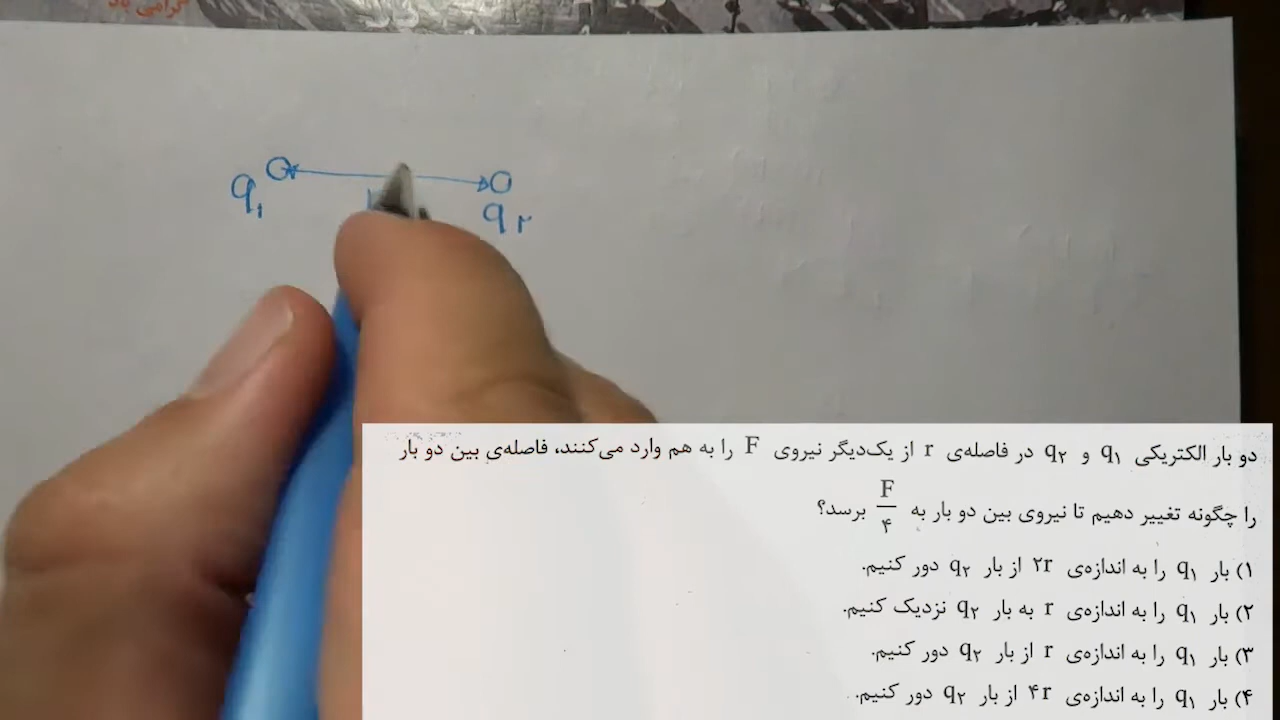 گرامی باد
q۱
q۲
دو بار الکتریکی q۱ و q۲ در فاصله‌ی r از یک‌دیگر نیروی F را به هم وارد می‌کنند، فاصله‌ی بین دو بار
را چگونه تغییر دهیم تا نیروی بین دو بار به F/۴ برسد؟
۱) بار q۱ را به اندازه‌ی ۲r از بار q۲ دور کنیم.
۲) بار q۱ را به اندازه‌ی r به بار q۲ نزدیک کنیم.
۳) بار q۱ را به اندازه‌ی r از بار q۲ دور کنیم.
۴) بار q۱ را به اندازه‌ی ۴r از بار q۲ دور کنیم.